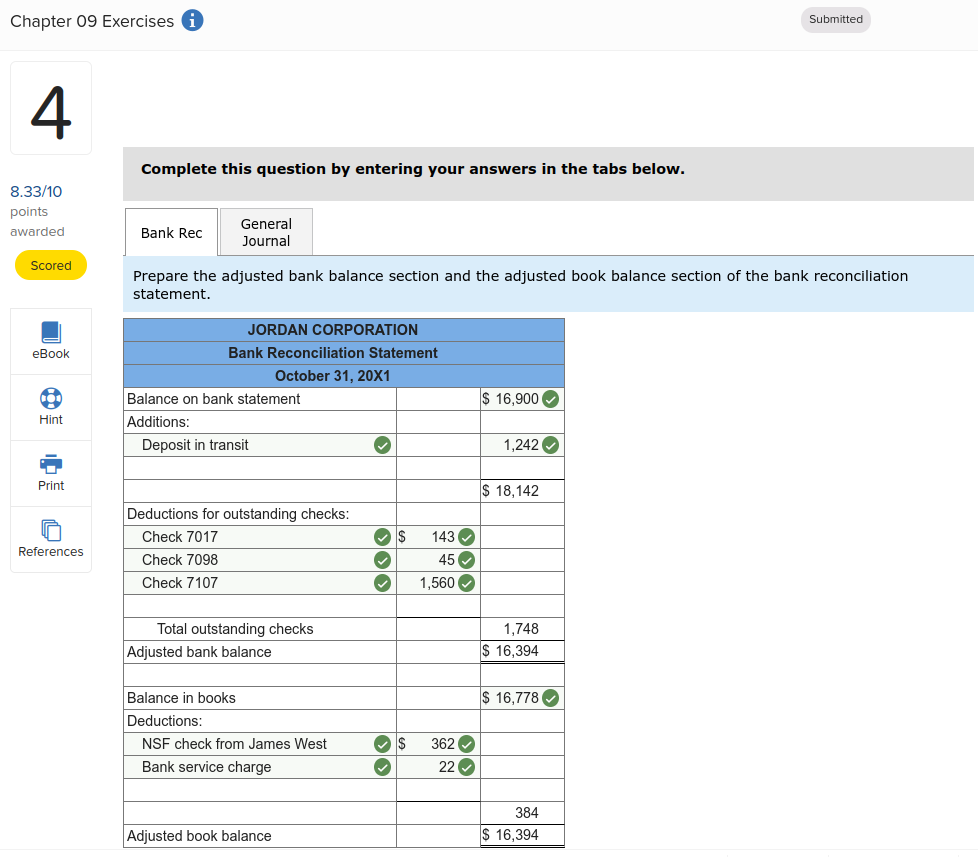 Chapter 09 Exercises
Submitted
4
8.33/10
points
awarded
Scored
eBook
Hint
Print
References
Complete this question by entering your answers in the tabs below.
Bank Rec
General
Journal
Prepare the adjusted bank balance section and the adjusted book balance section of the bank reconciliation
statement.
JORDAN CORPORATION
Bank Reconciliation Statement
October 31, 20X1
Balance on bank statement $ 16,900
Additions:
Deposit in transit 1,242
$ 18,142
Deductions for outstanding checks:
Check 7017 $ 143
Check 7098 45
Check 7107 1,560
Total outstanding checks 1,748
Adjusted bank balance $ 16,394
Balance in books $ 16,778
Deductions:
NSF check from James West $ 362
Bank service charge 22
384
Adjusted book balance $ 16,394